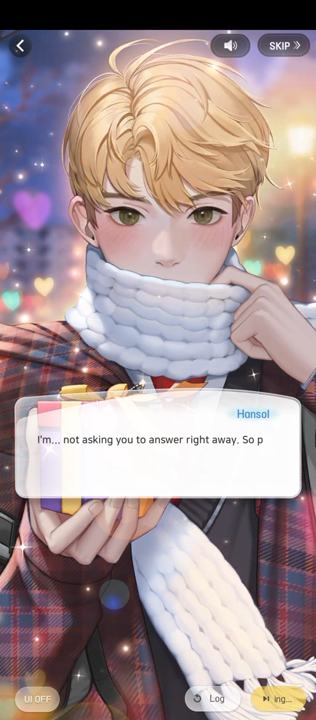 SKIP
Hansol
I'm... not asking you to answer right away. So p
UI OFF
Log
ing...